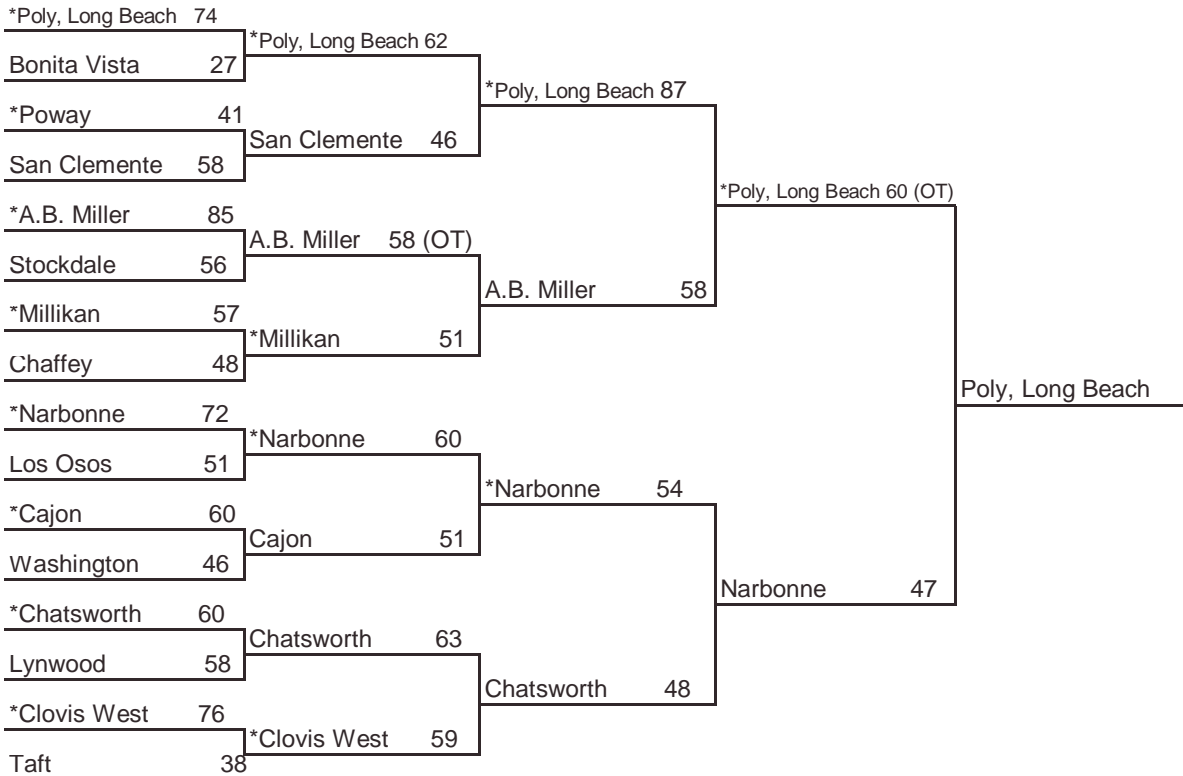 *Poly, Long Beach 74
Bonita Vista 27
*Poway 41
San Clemente 58
*A.B. Miller 85
Stockdale 56
*Millikan 57
Chaffey 48
*Narbonne 72
Los Osos 51
*Cajon 60
Washington 46
*Chatsworth 60
Lynwood 58
*Clovis West 76
Taft 38
*Poly, Long Beach 62
San Clemente 46
A.B. Miller 58 (OT)
*Millikan 51
*Narbonne 60
Cajon 51
Chatsworth 63
*Clovis West 59
*Poly, Long Beach 87
A.B. Miller 58
*Narbonne 54
Chatsworth 48
*Poly, Long Beach 60 (OT)
Narbonne 47
Poly, Long Beach